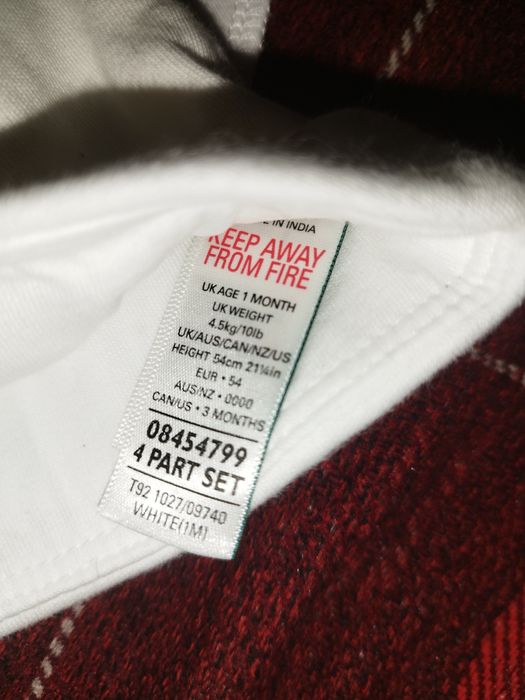 IN INDIA
KEEP AWAY
FROM FIRE
UK AGE 1 MONTH
UK WEIGHT
4.5kg/10lb
UK/AUS/CAN/NZ/US
HEIGHT 54cm 21¼in
EUR • 54
AUS/NZ • 0000
CAN/US • 3 MONTHS
08454799
4 PART SET
T92 1027/09740
WHITE(1M)